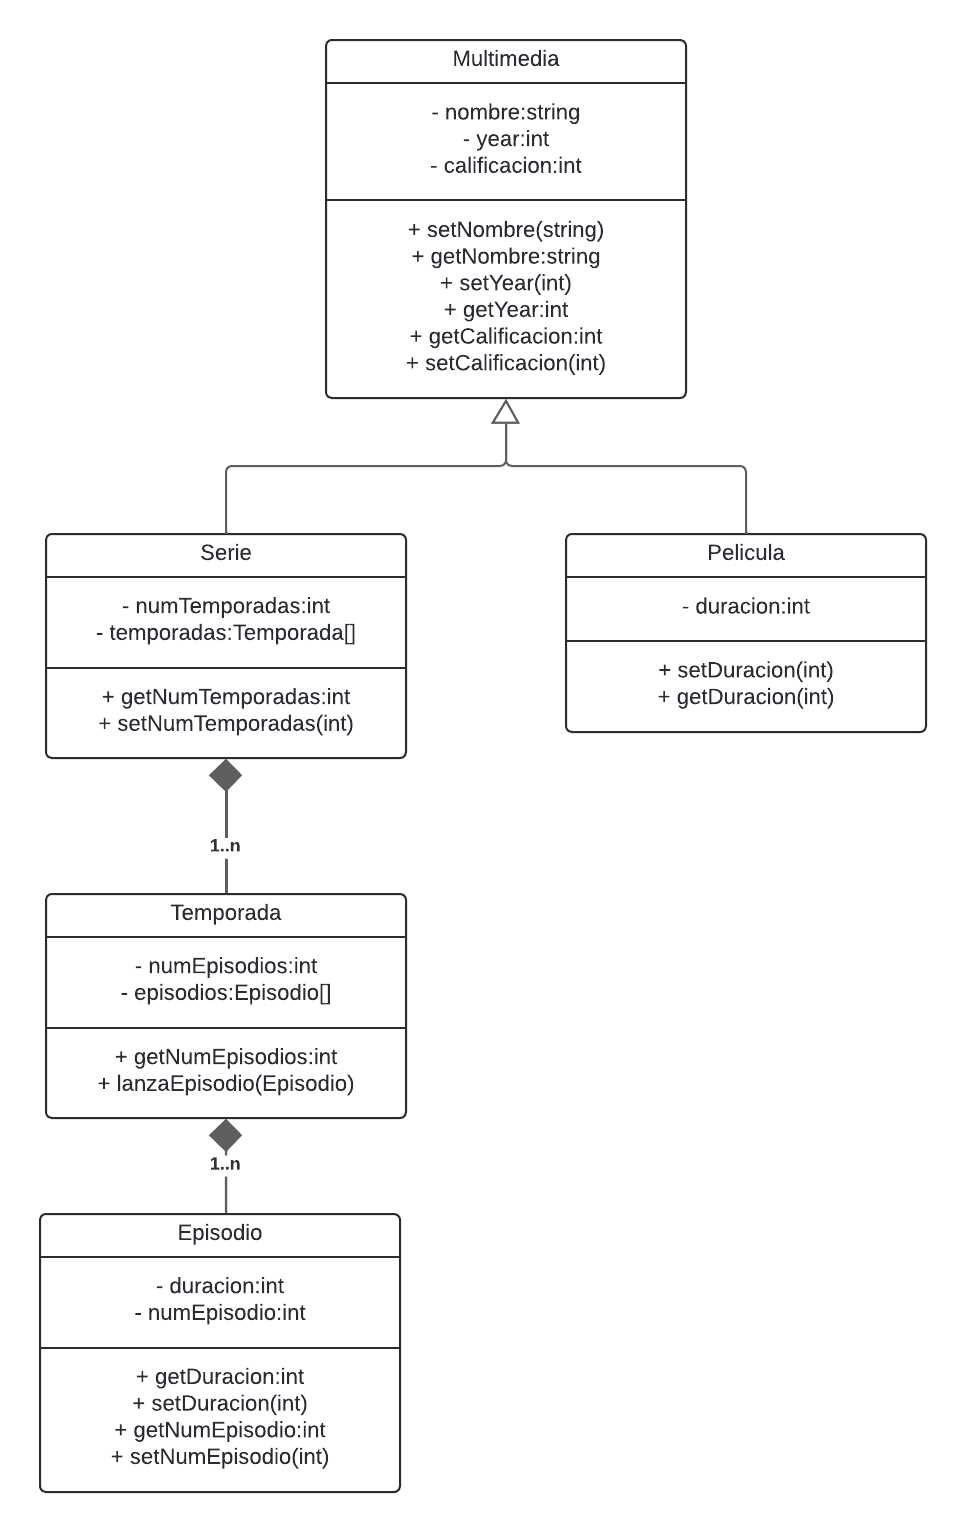 Multimedia
- nombre:string
- year:int
- calificacion:int
+ setNombre(string)
+ getNombre:string
+ setYear(int)
+ getYear:int
+ getCalificacion:int
+ setCalificacion(int)
Serie
- numTemporadas:int
- temporadas:Temporada[]
+ getNumTemporadas:int
+ setNumTemporadas(int)
Pelicula
- duracion:int
+ setDuracion(int)
+ getDuracion(int)
1..n
Temporada
- numEpisodios:int
- episodios:Episodio[]
+ getNumEpisodios:int
+ lanzaEpisodio(Episodio)
1..n
Episodio
- duracion:int
- numEpisodio:int
+ getDuracion:int
+ setDuracion(int)
+ getNumEpisodio:int
+ setNumEpisodio(int)